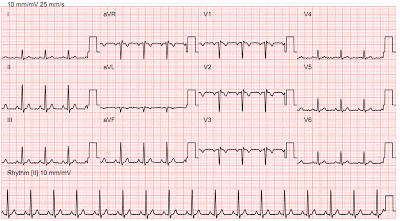 10 mm/mV 25 mm/s
I aVR V1 V4
II aVL V2 V5
III aVF V3 V6
Rhythm [II] 10 mm/mV